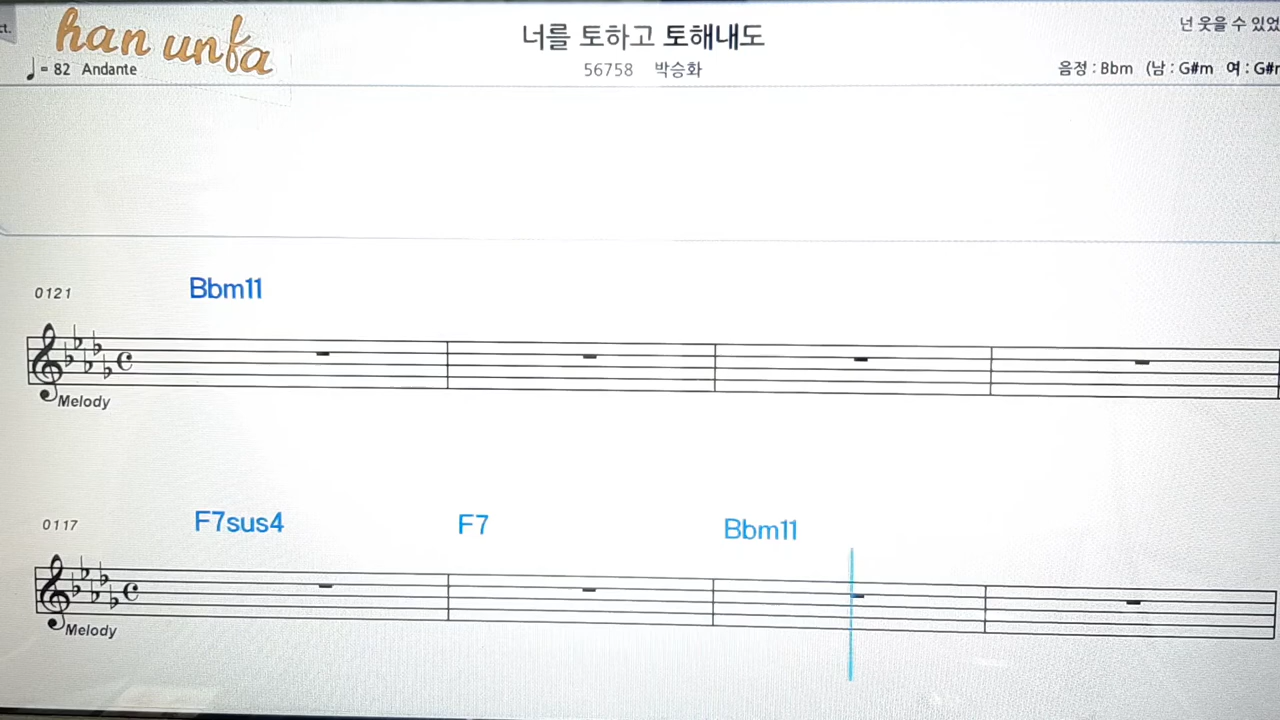 ct.
han unfa
너를 토하고 토해내도
넌 웃을 수 있었
♩= 82 Andante
56758 박승화
음정 : Bbm (남 : G#m 여 : G#m
0121 Bbm11
Melody
0117 F7sus4 F7 Bbm11
Melody